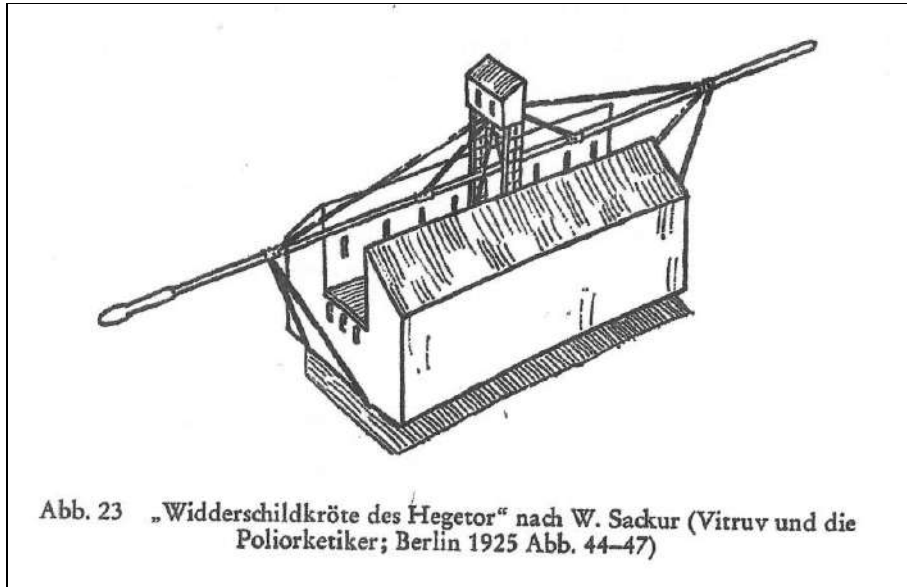 Abb. 23 „Widderschildkröte des Hegetor“ nach W. Sackur (Vitruv und die
Poliorketiker; Berlin 1925 Abb. 44–47)